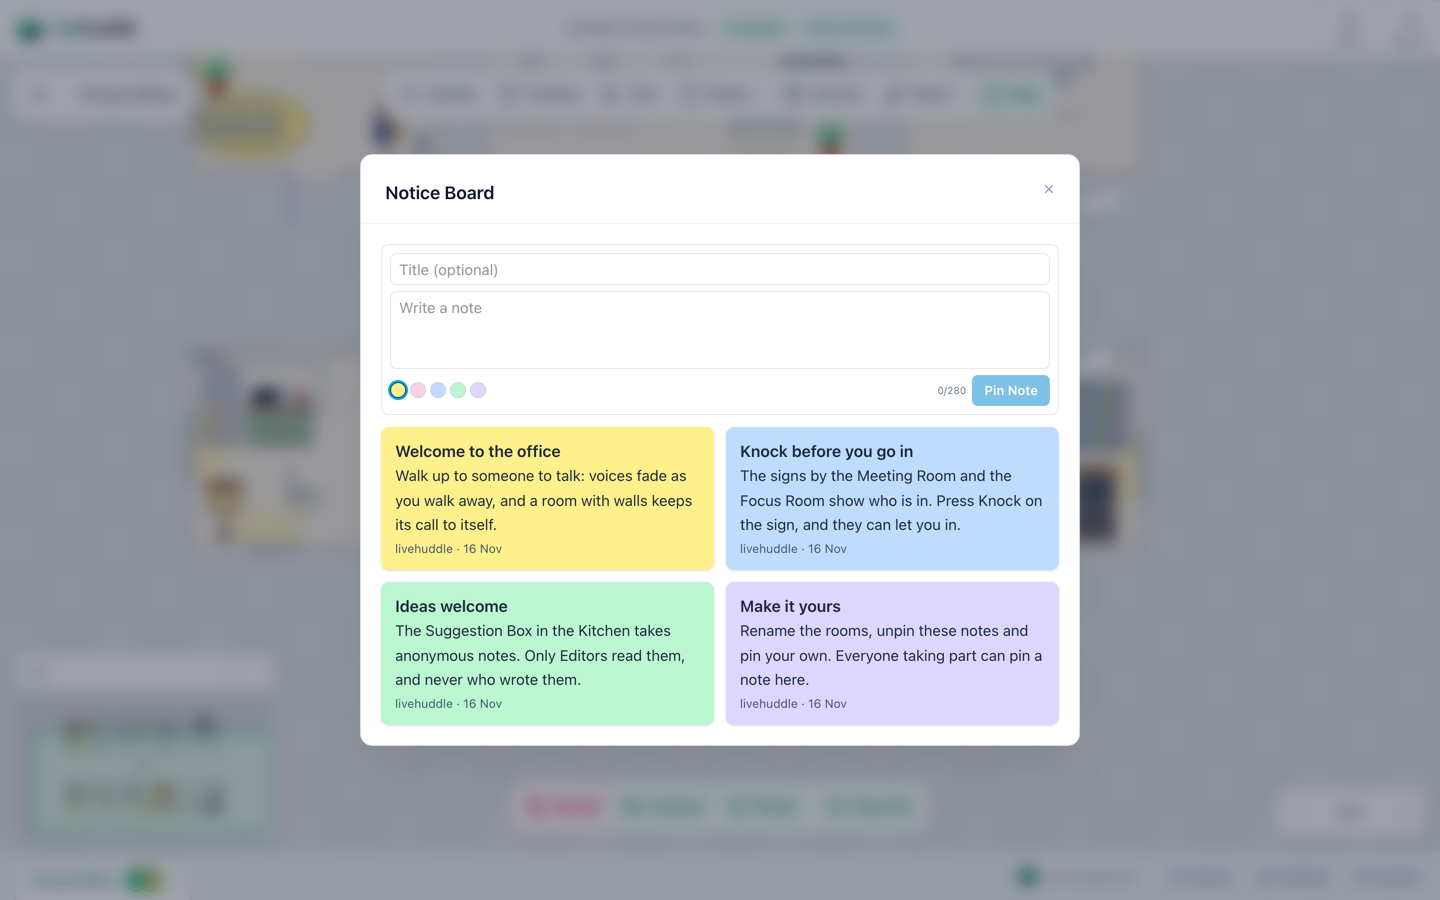 Notice Board
×
Title (optional)
Write a note
0/280
Pin Note
Welcome to the office
Walk up to someone to talk: voices fade as
you walk away, and a room with walls keeps
its call to itself.
livehuddle · 16 Nov
Knock before you go in
The signs by the Meeting Room and the
Focus Room show who is in. Press Knock on
the sign, and they can let you in.
livehuddle · 16 Nov
Ideas welcome
The Suggestion Box in the Kitchen takes
anonymous notes. Only Editors read them,
and never who wrote them.
livehuddle · 16 Nov
Make it yours
Rename the rooms, unpin these notes and
pin your own. Everyone taking part can pin a
note here.
livehuddle · 16 Nov